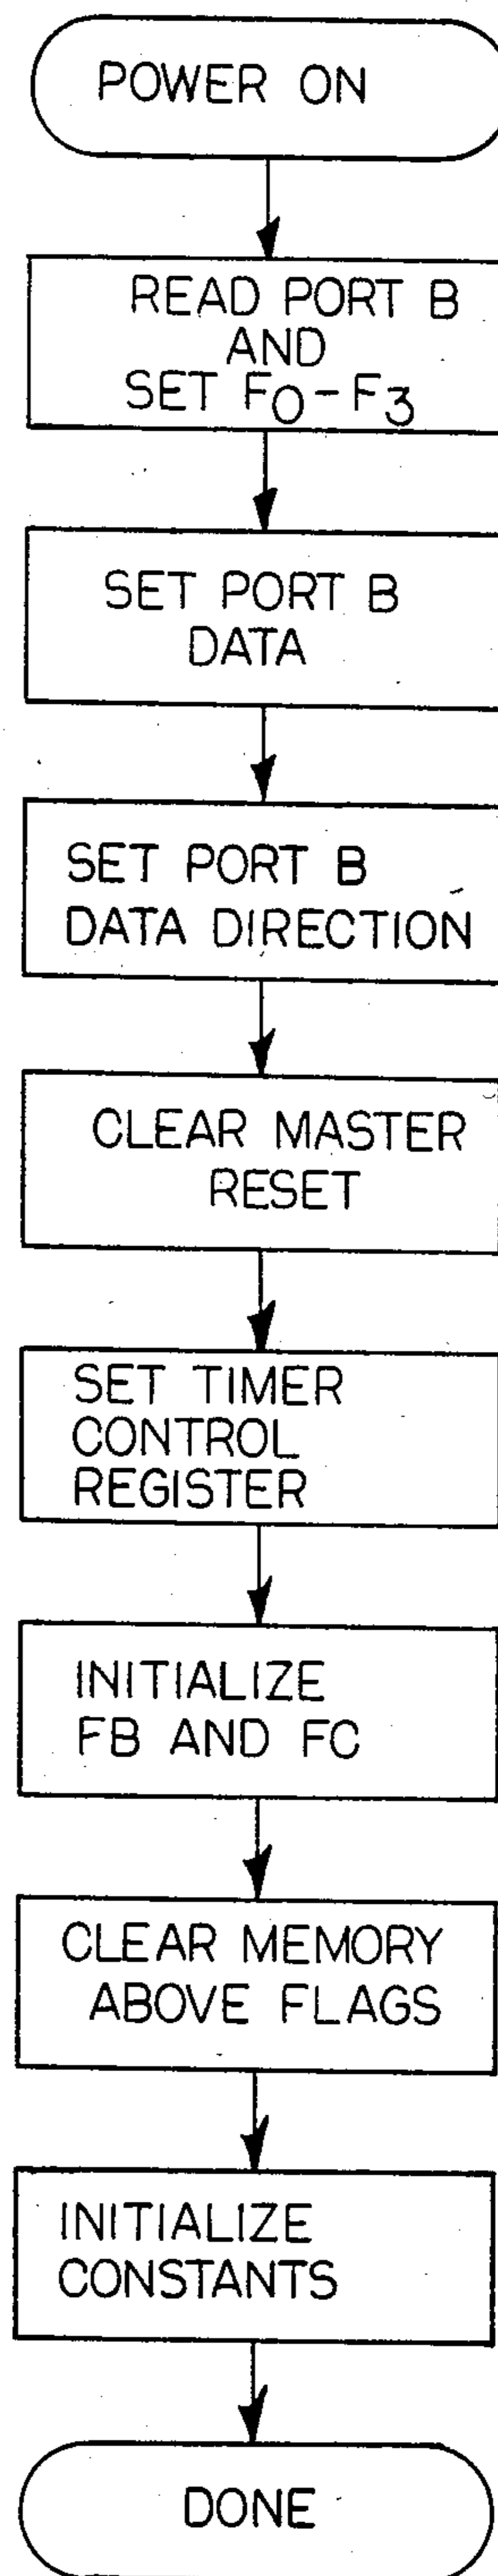 POWER ON
READ PORT B
AND
SET F0-F3
SET PORT B
DATA
SET PORT B
DATA DIRECTION
CLEAR MASTER
RESET
SET TIMER
CONTROL
REGISTER
INITIALIZE
FB AND FC
CLEAR MEMORY
ABOVE FLAGS
INITIALIZE
CONSTANTS
DONE